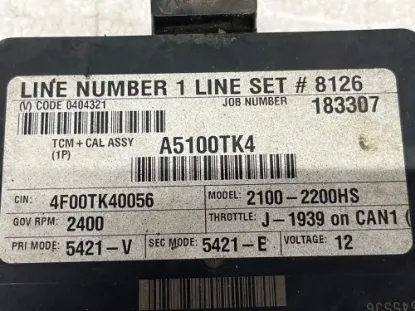 LINE NUMBER 1 LINE SET # 8126
(V) CODE 0404321
JOB NUMBER 183307
TCM + CAL ASSY
(1P)
A5100TK4
CIN: 4F00TK40056
MODEL: 2100-2200HS
GOV RPM: 2400
THROTTLE: J-1939 on CAN1 (
PRI MODE: 5421-V
SEC MODE: 5421-E
VOLTAGE: 12